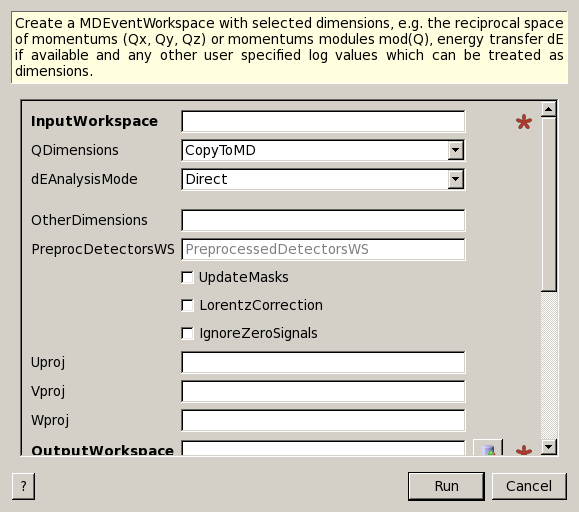 Create a MDEventWorkspace with selected dimensions, e.g. the reciprocal space
of momentums (Qx, Qy, Qz) or momentums modules mod(Q), energy transfer dE
if available and any other user specified log values which can be treated as
dimensions.
InputWorkspace
QDimensions CopyToMD
dEAnalysisMode Direct
OtherDimensions
PreprocDetectorsWS PreprocessedDetectorsWS
UpdateMasks
LorentzCorrection
IgnoreZeroSignals
Uproj
Vproj
Wproj
OutputWorkspace
? Run Cancel